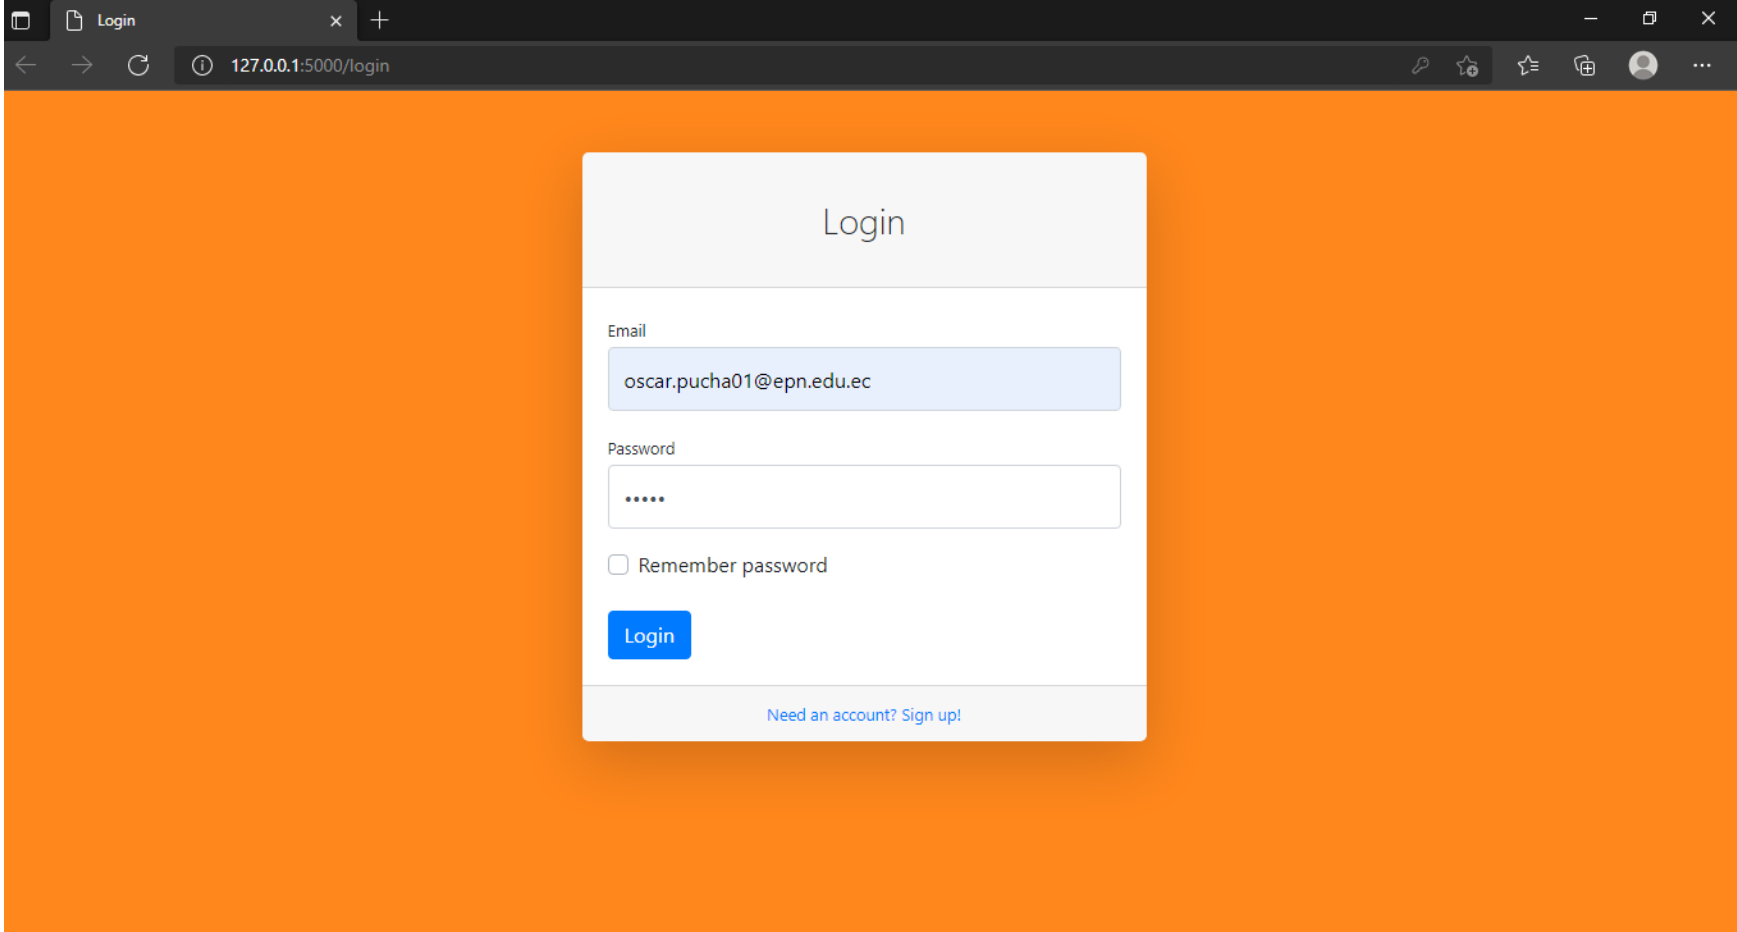 Login
127.0.0.1:5000/login
Login
Email
oscar.pucha01@epn.edu.ec
Password
•••••
Remember password
Login
Need an account? Sign up!